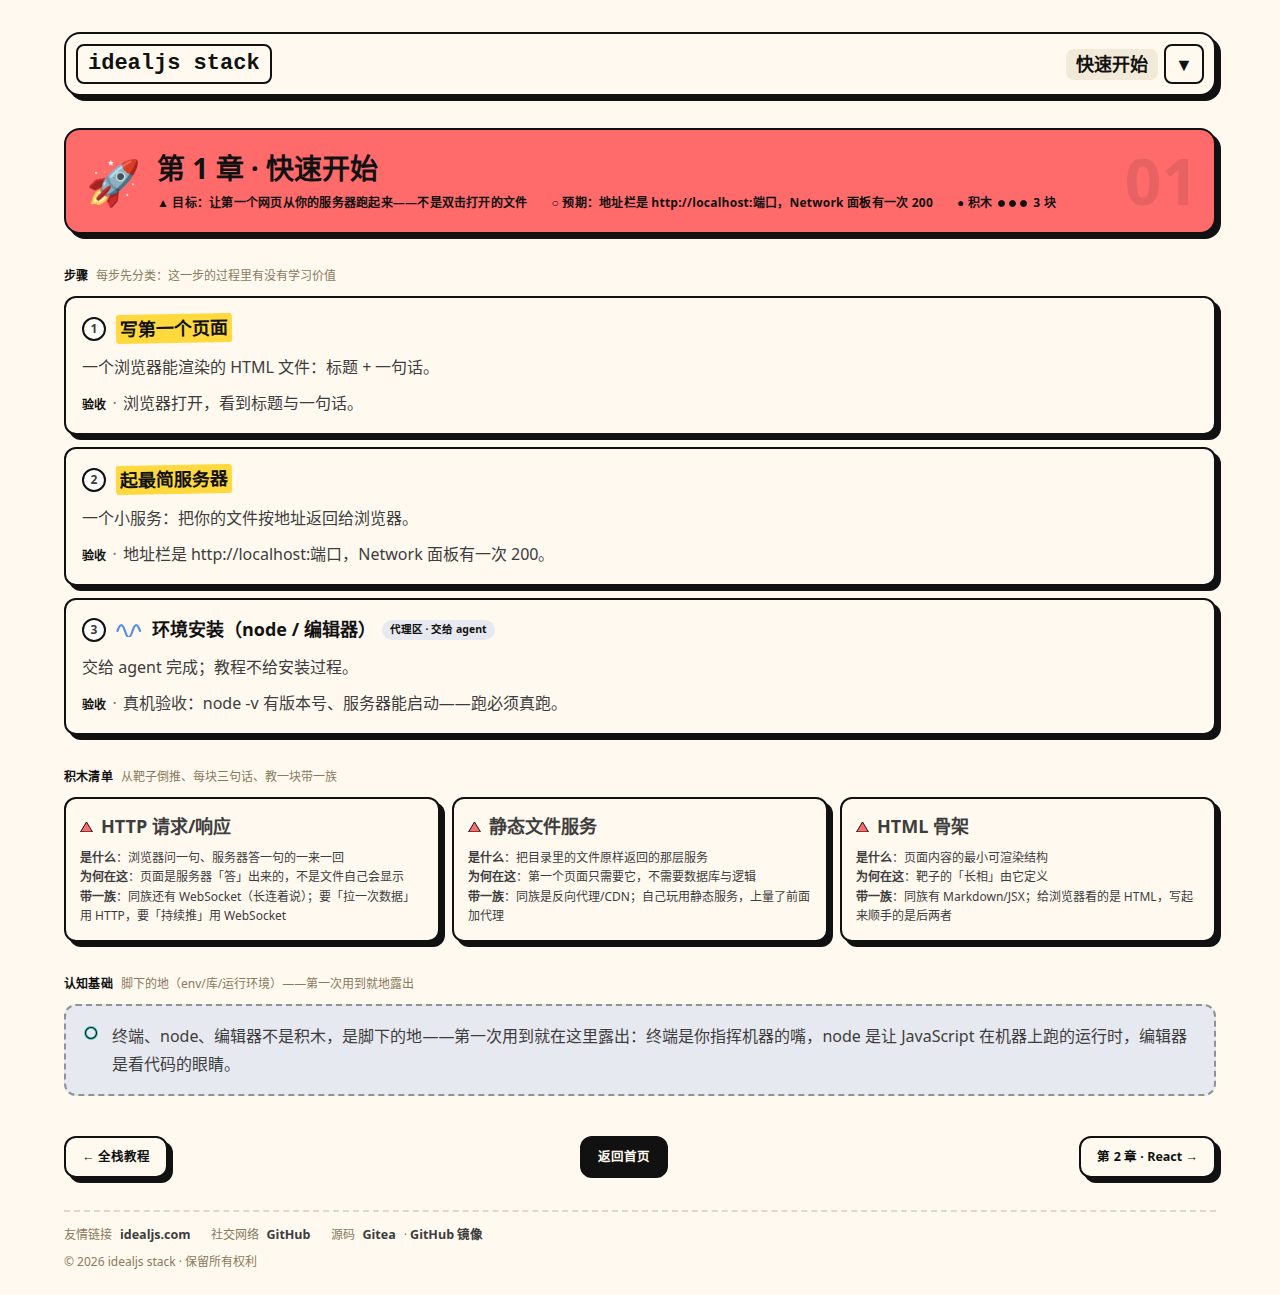 idealjs stack
快速开始
▼
第 1 章 · 快速开始
▲ 目标：让第一个网页从你的服务器跑起来——不是双击打开的文件 ○ 预期：地址栏是 http://localhost:端口，Network 面板有一次 200 ● 积木 ●●● 3 块
01
步骤 每步先分类：这一步的过程里有没有学习价值
1 写第一个页面
一个浏览器能渲染的 HTML 文件：标题 + 一句话。
验收 · 浏览器打开，看到标题与一句话。
2 起最简服务器
一个小服务：把你的文件按地址返回给浏览器。
验收 · 地址栏是 http://localhost:端口，Network 面板有一次 200。
3 环境安装（node / 编辑器） 代理区 · 交给 agent
交给 agent 完成；教程不给安装过程。
验收 · 真机验收：node -v 有版本号、服务器能启动——跑必须真跑。
积木清单 从靶子倒推、每块三句话、教一块带一族
HTTP 请求/响应
是什么：浏览器问一句、服务器答一句的一来一回
为何在这：页面是服务器「答」出来的，不是文件自己会显示
带一族：同族还有 WebSocket（长连着说）；要「拉一次数据」
用 HTTP，要「持续推」用 WebSocket
静态文件服务
是什么：把目录里的文件原样返回的那层服务
为何在这：第一个页面只需要它，不需要数据库与逻辑
带一族：同族是反向代理/CDN；自己玩用静态服务，上量了前面
加代理
HTML 骨架
是什么：页面内容的最小可渲染结构
为何在这：靶子的「长相」由它定义
带一族：同族有 Markdown/JSX；给浏览器看的是 HTML，写起
来顺手的是后两者
认知基础 脚下的地（env/库/运行环境）——第一次用到就地露出
终端、node、编辑器不是积木，是脚下的地——第一次用到就在这里露出：终端是你指挥机器的嘴，node 是让 JavaScript 在机器上跑的运行时，编辑器
是看代码的眼睛。
← 全栈教程
返回首页
第 2 章 · React →
友情链接 idealjs.com 社交网络 GitHub 源码 Gitea · GitHub 镜像
© 2026 idealjs stack · 保留所有权利